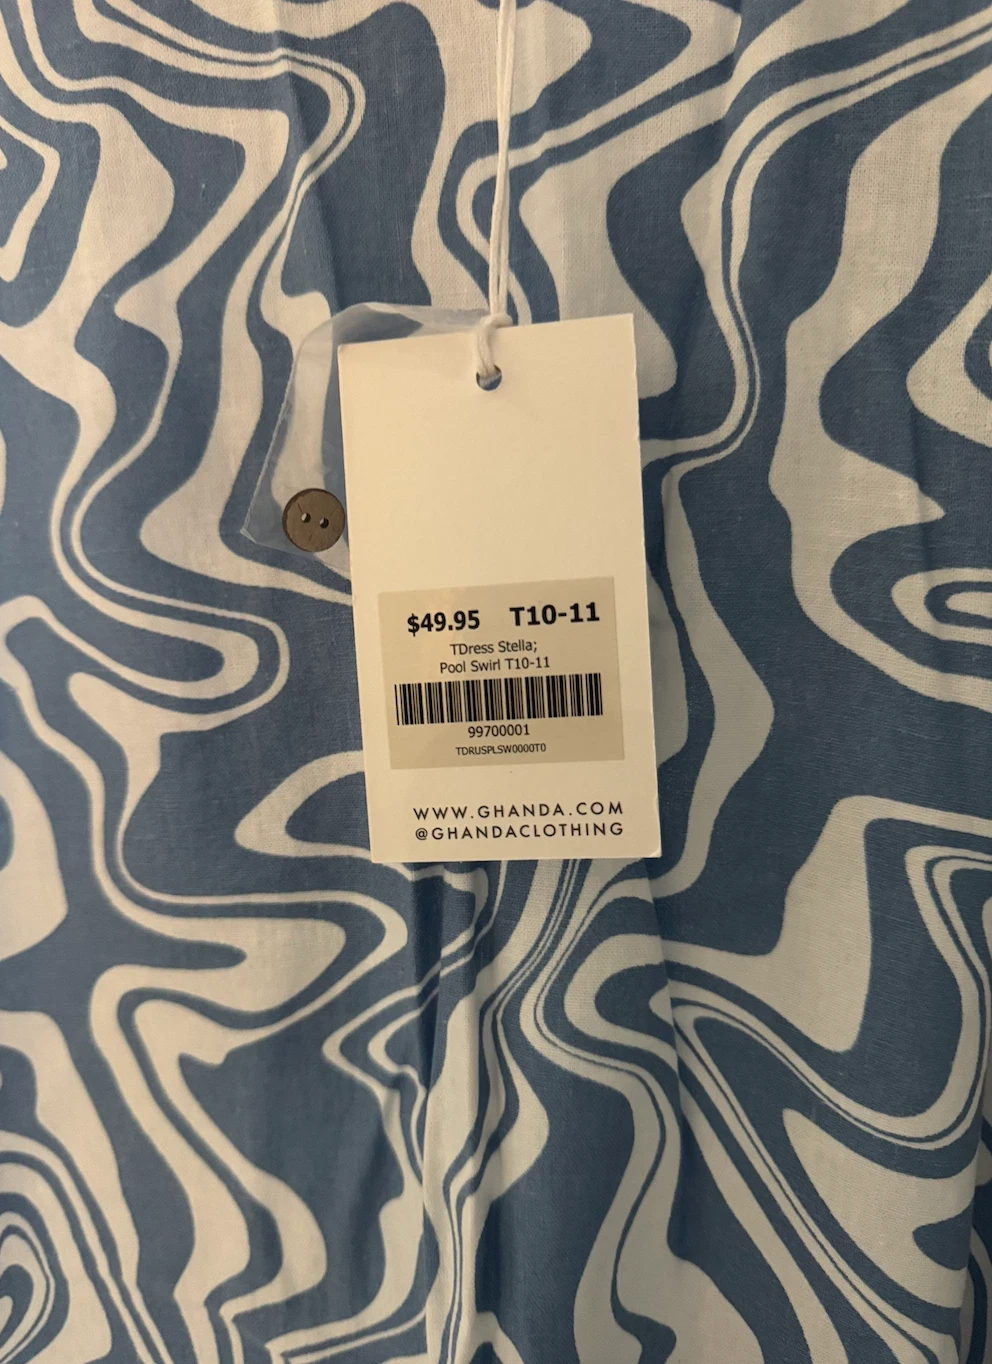 $49.95 T10-11
TDress Stella;
Pool Swirl T10-11
99700001
TDRUSPLSW0000T0
WWW.GHANDA.COM
@GHANDACLOTHING